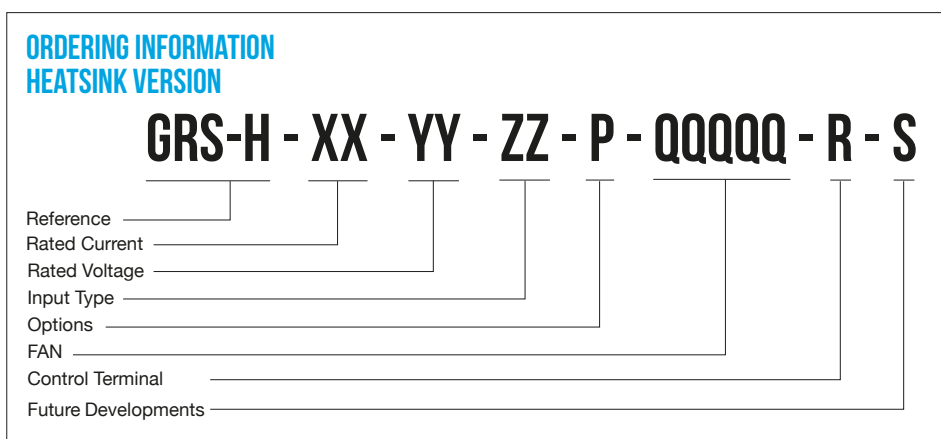 ORDERING INFORMATION
HEATSINK VERSION
GRS-H - XX - YY - ZZ - P - QQQQQ - R - S
Reference
Rated Current
Rated Voltage
Input Type
Options
FAN
Control Terminal
Future Developments